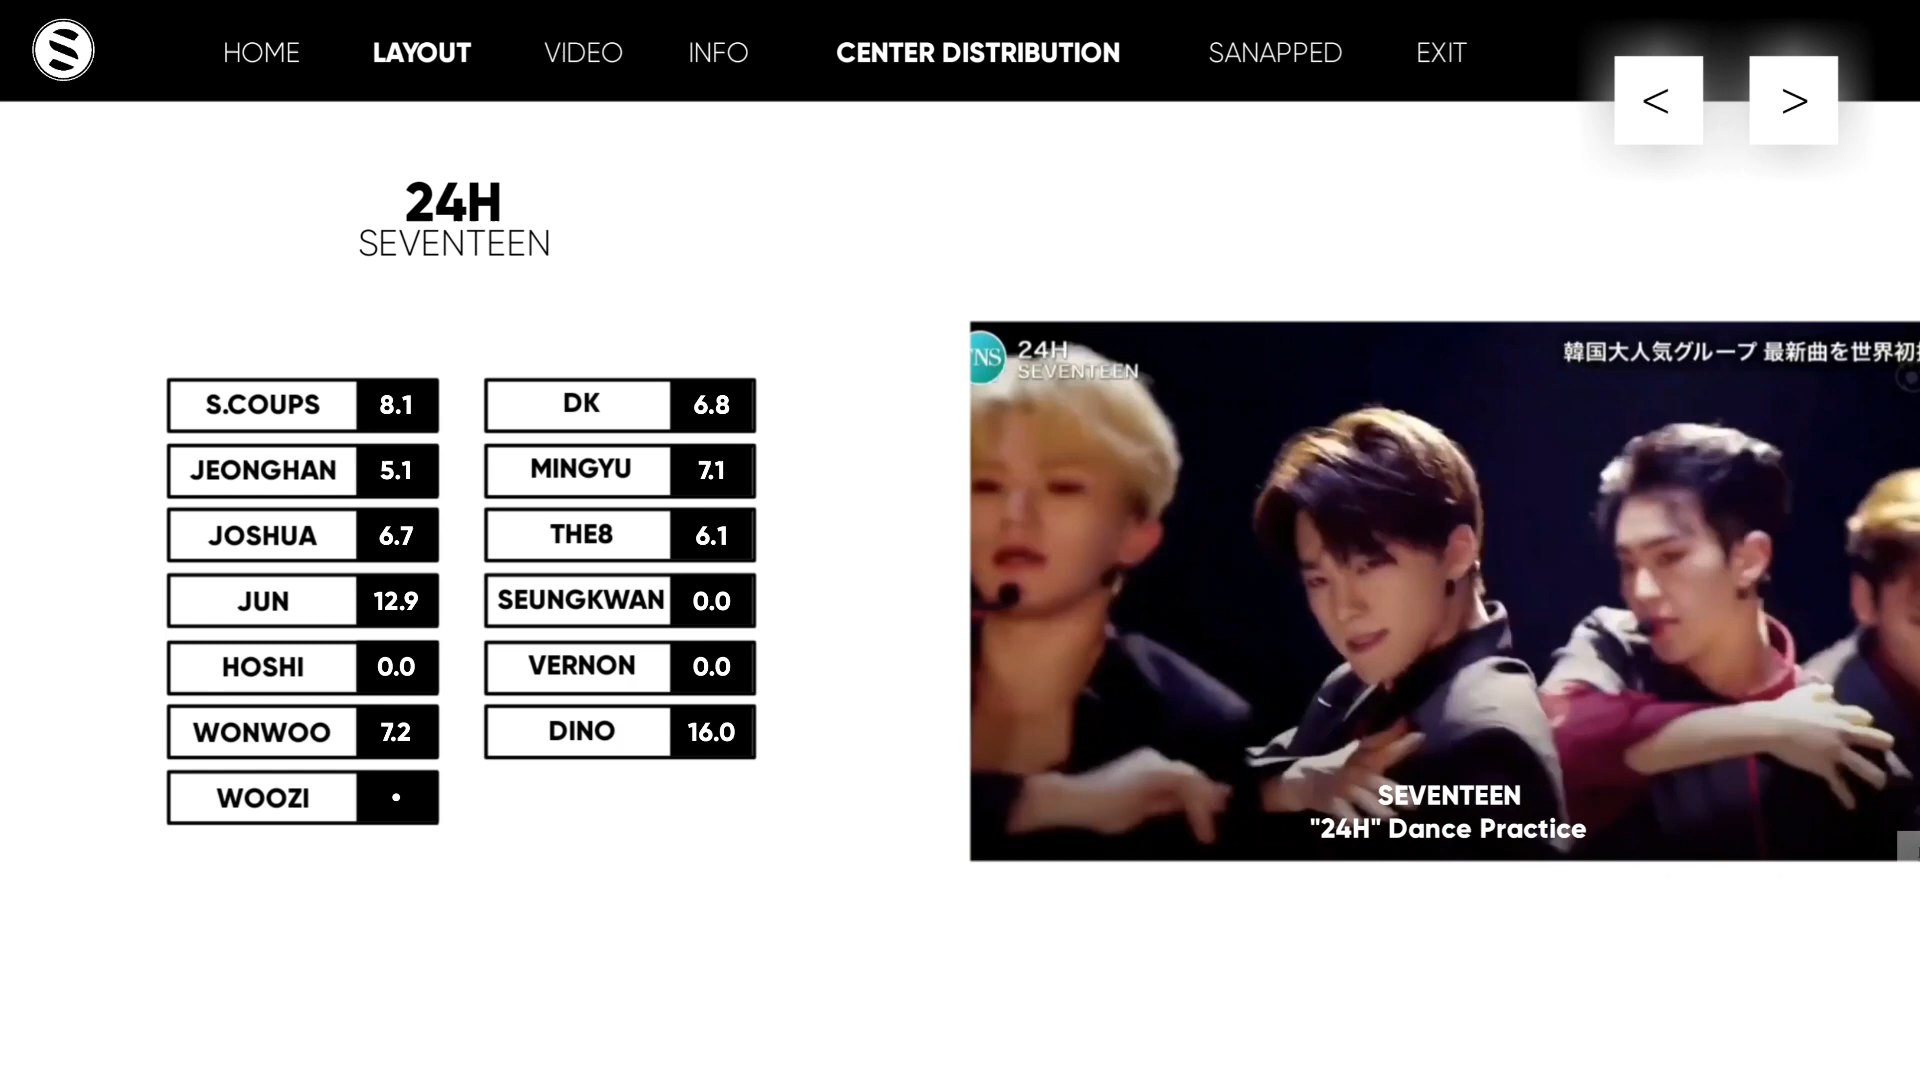 HOME LAYOUT VIDEO INFO CENTER DISTRIBUTION SANAPPED EXIT
< >
24H
SEVENTEEN
S.COUPS 8.1
JEONGHAN 5.1
JOSHUA 6.7
JUN 12.9
HOSHI 0.0
WONWOO 7.2
WOOZI •
DK 6.8
MINGYU 7.1
THE8 6.1
SEUNGKWAN 0.0
VERNON 0.0
DINO 16.0
NS
24H
SEVENTEEN
韓国大人気グループ 最新曲を世界初
SEVENTEEN
"24H" Dance Practice